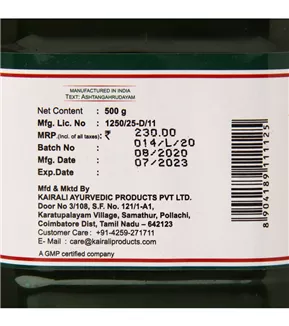 MANUFACTURED IN INDIA
TEXT: ASHTANGAHRUDAYAM
Net Content : 500 g
Mfg. Lic. No : 1250/25-D/11
MRP.(Incl. of all taxes): ₹ 230.00
Batch No : 014/L/20
Mfg. Date : 08/2020
Exp.Date : 07/2023
Mfd & Mktd By
KAIRALI AYURVEDIC PRODUCTS PVT LTD.
Door No 3/108, S.F. No. 121/1-A1,
Karatupalayam Village, Samathur, Pollachi,
Coimbatore Dist, Tamil Nadu – 642123
Customer Care : +91-4259-271711
E- Mail : care@kairaliproducts.com
A GMP certified company
8904189111125